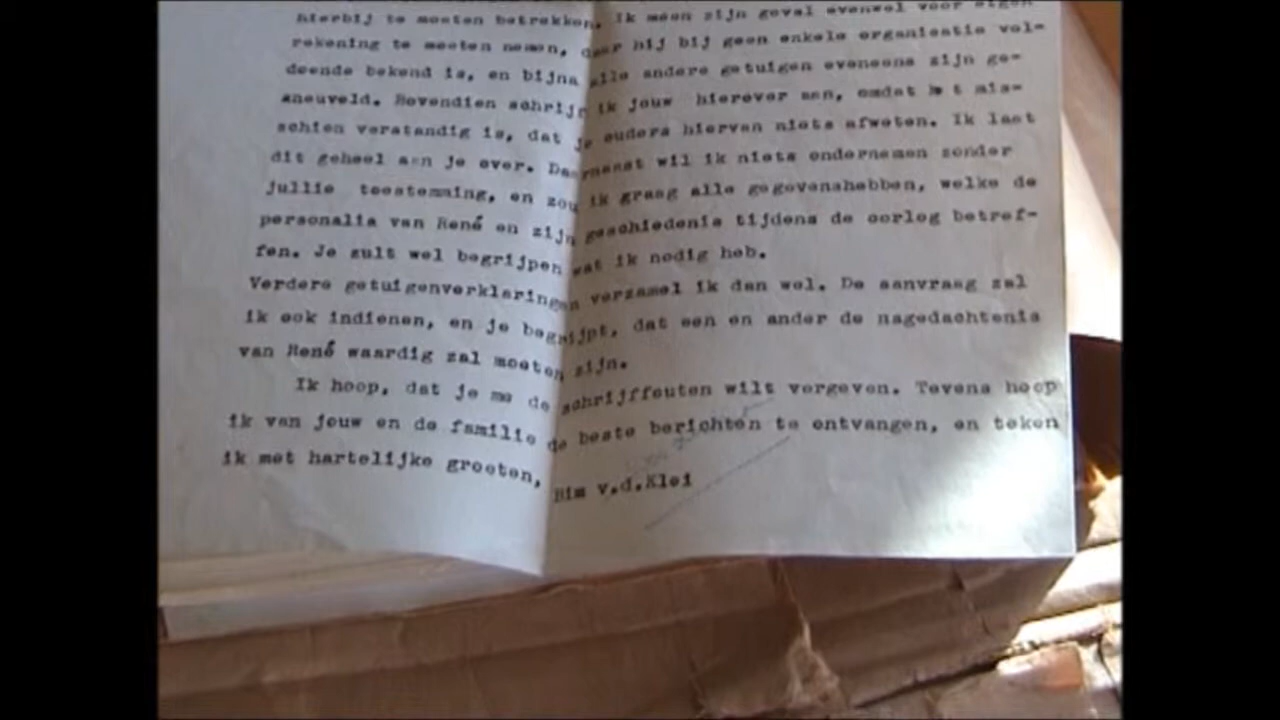 hierbij te moeten betrekken. Ik meen zijn geval evenwel voor eigen
rekening te moeten nemen, daar hij bij geen enkele organisatie vol-
doende bekend is, en bijna alle andere getuigen eveneens zijn ge-
sneuveld. Bovendien schrijf ik jouw hierover aan, omdat het mis-
schien verstandig is, dat je ouders hiervan niets afweten. Ik laat
dit geheel aan je over. Daarnaast wil ik niets ondernemen zonder
jullie toestemming, en zou ik graag alle gegevenshebben, welke de
personalia van René en zijn geschiedenis tijdens de oorlog betref-
fen. Je zult wel begrijpen wat ik nodig heb.
Verdere getuigenverklaringen verzamel ik dan wel. De aanvraag zal
ik ook indienen, en je begrijpt, dat een en ander de nagedachtenis
van René waardig zal moeten zijn.
Ik hoop, dat je me de schrijffouten wilt vergeven. Tevens hoop
ik van jouw en de familie de beste berichten te ontvangen, en teken
ik met hartelijke groeten,
v.d.Klei